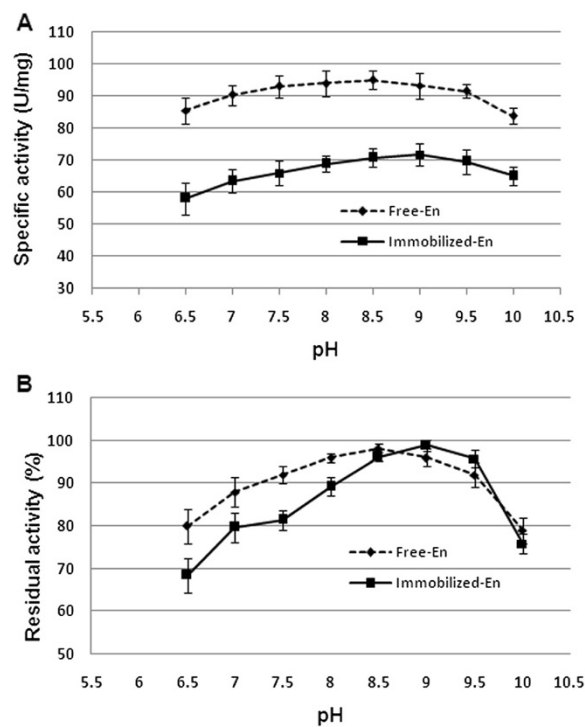 A
Specific activity (U/mg)
110
100
90
80
70
60
50
40
30
Free-En
Immobilized-En
5.5 6 6.5 7 7.5 8 8.5 9 9.5 10 10.5
pH
B
Residual activity (%)
110
100
90
80
70
60
50
Free-En
Immobilized-En
5.5 6 6.5 7 7.5 8 8.5 9 9.5 10 10.5
pH